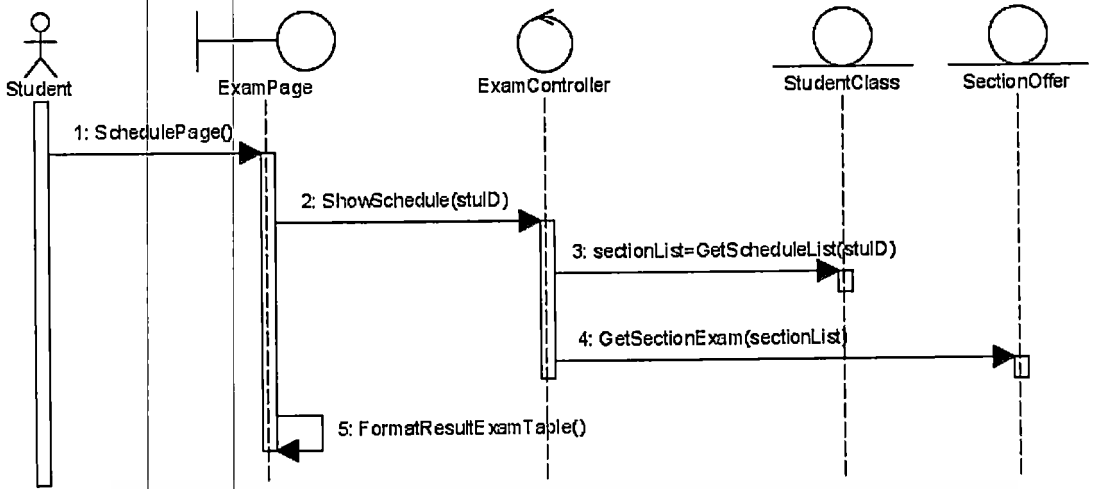 Student
ExamPage
ExamController
StudentClass
SectionOffer
1: SchedulePage()
2: ShowSchedule(stuID)
3: sectionList=GetScheduleList(stuID)
4: GetSectionExam(sectionList)
5: FormatResultExamTable()